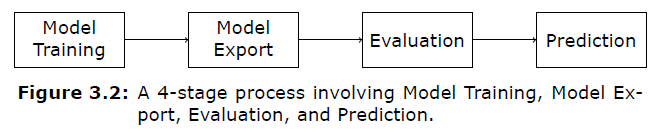 Model
Training
Model
Export
Evaluation
Prediction
Figure 3.2: A 4-stage process involving Model Training, Model Ex-
port, Evaluation, and Prediction.